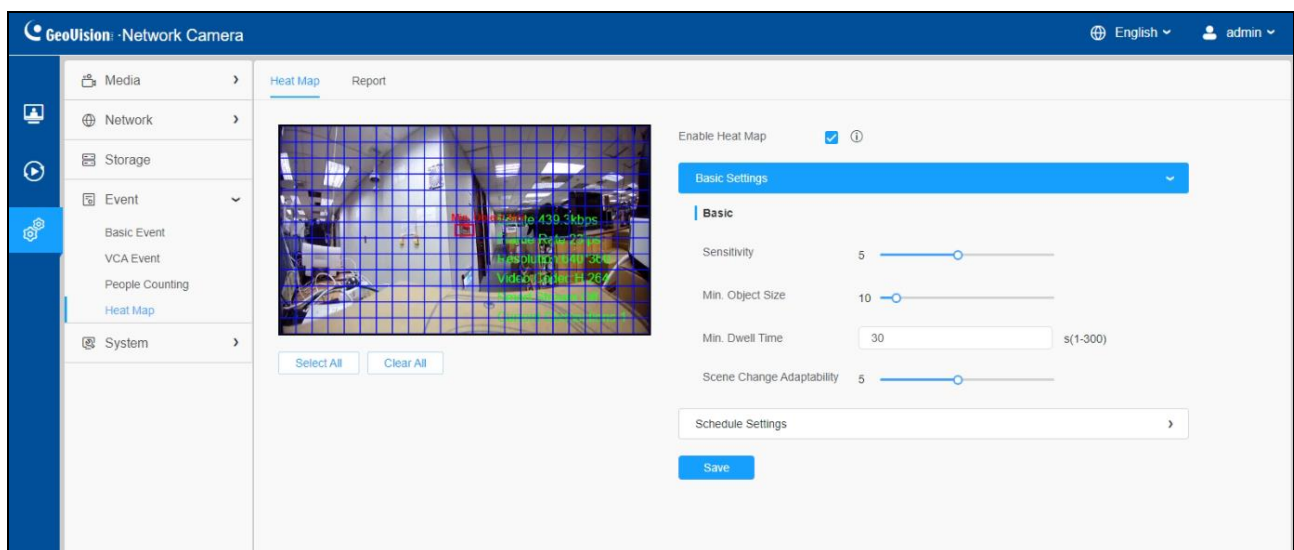 GeoVision · Network Camera
English
admin
Media
Network
Storage
Event
Basic Event
VCA Event
People Counting
Heat Map
System
Heat Map Report
439.3kbps
Select All Clear All
Enable Heat Map
Basic Settings
Basic
Sensitivity 5
Min. Object Size 10
Min. Dwell Time 30 s(1-300)
Scene Change Adaptability 5
Schedule Settings
Save